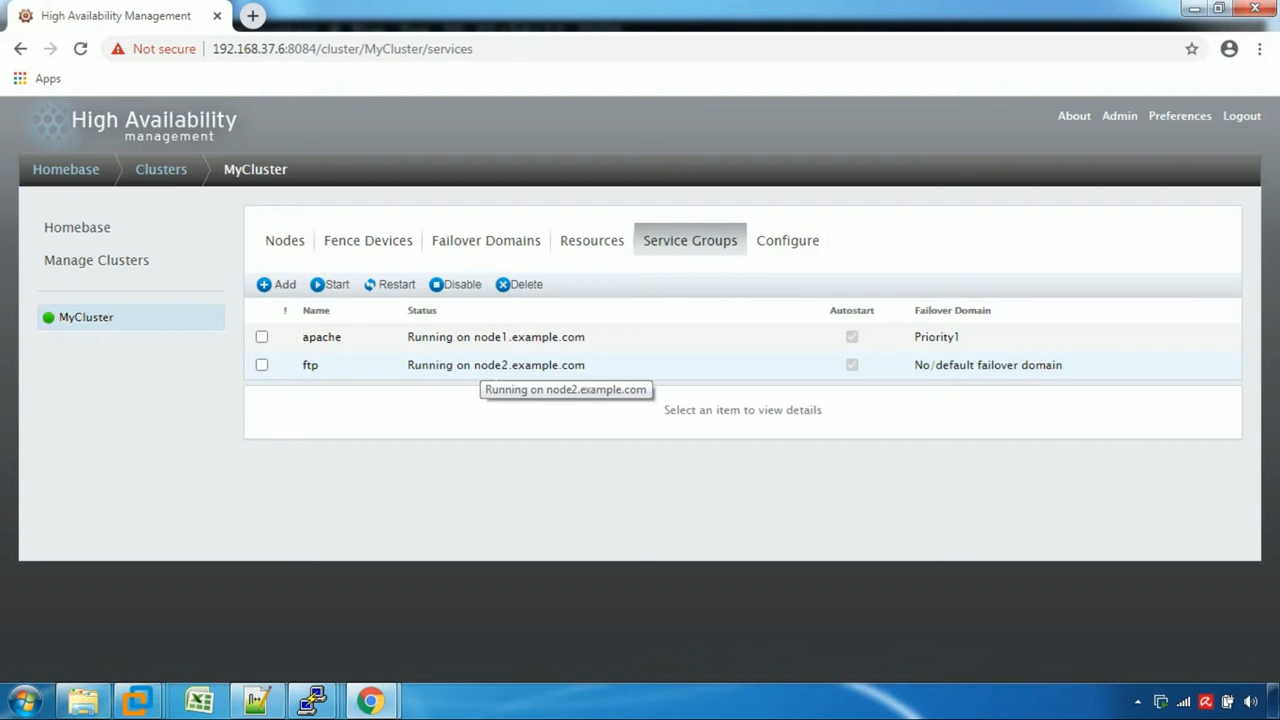 High Availability Management
Not secure 192.168.37.6:8084/cluster/MyCluster/services
Apps
High Availability
management
About Admin Preferences Logout
Homebase Clusters MyCluster
Homebase
Manage Clusters
MyCluster
Nodes Fence Devices Failover Domains Resources Service Groups Configure
Add Start Restart Disable Delete
! Name Status Autostart Failover Domain
apache Running on node1.example.com Priority1
ftp Running on node2.example.com No/default failover domain
Running on node2.example.com
Select an item to view details